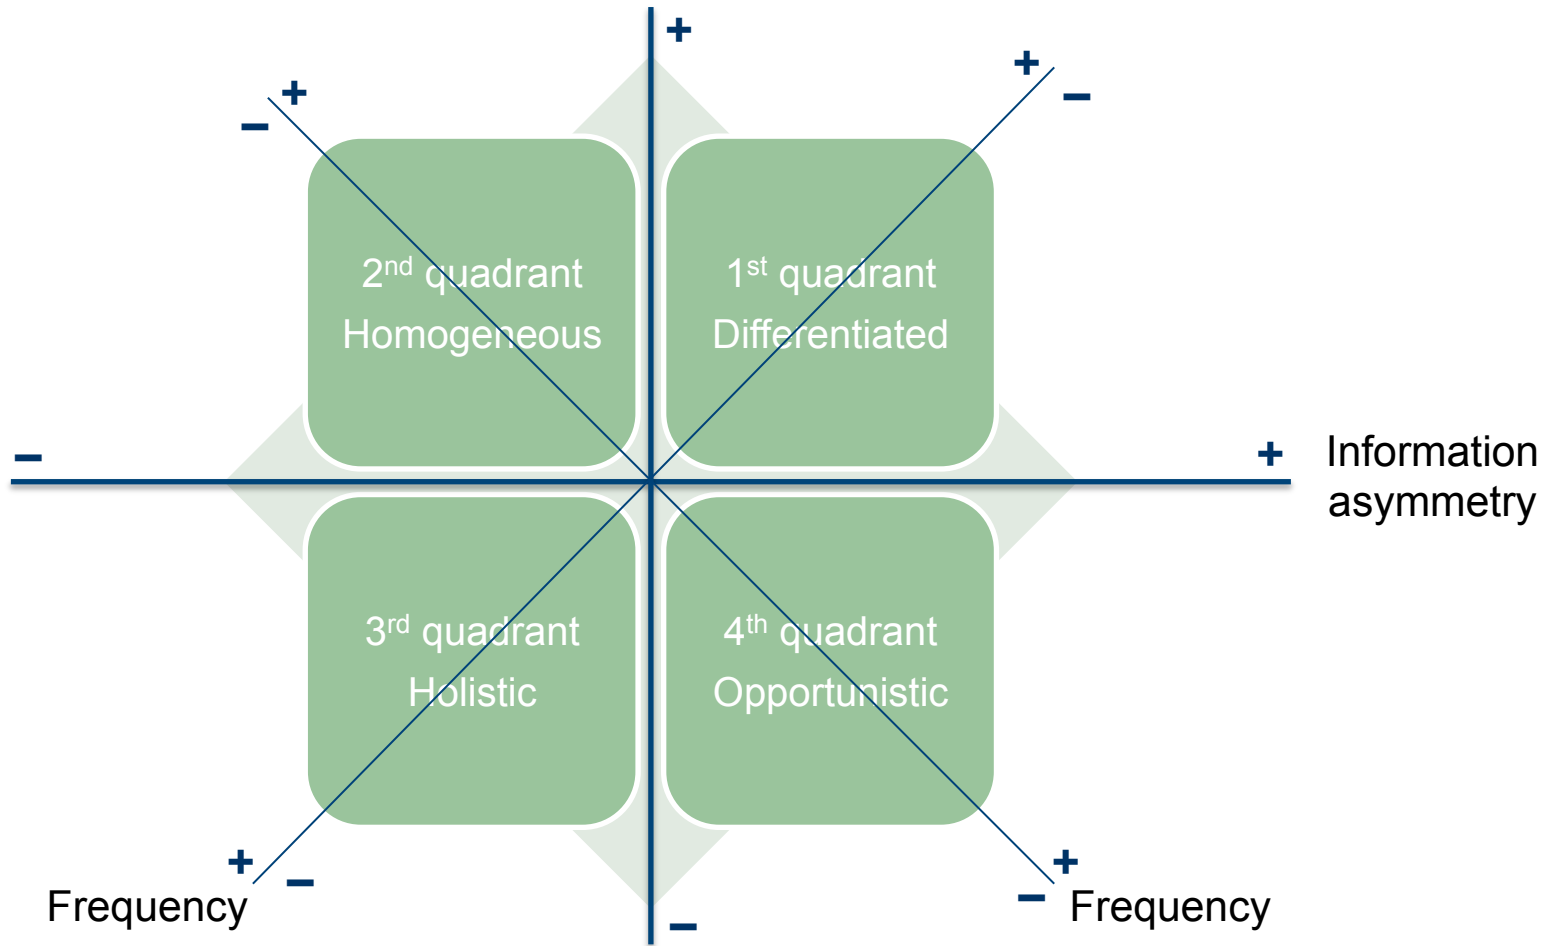 +
+
+
–
–
2nd quadrant
Homogeneous
1st quadrant
Differentiated
–
+
Information
asymmetry
3rd quadrant
Holistic
4th quadrant
Opportunistic
+
–
+
–
Frequency
Frequency
–